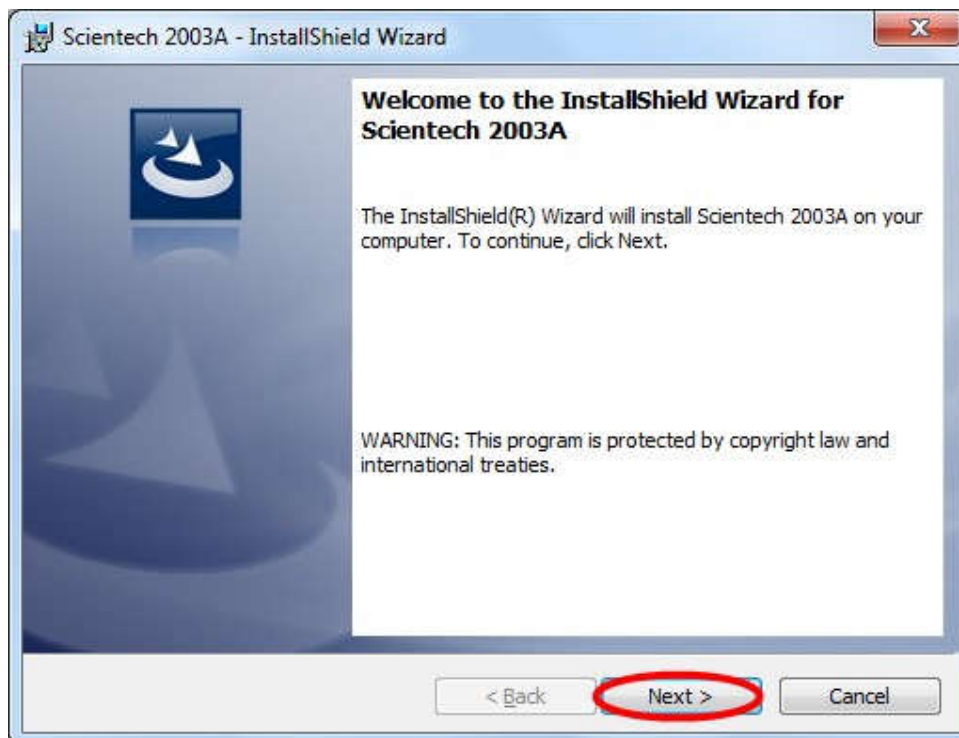 Scientech 2003A - InstallShield Wizard
Welcome to the InstallShield Wizard for
Scientech 2003A
The InstallShield(R) Wizard will install Scientech 2003A on your
computer. To continue, click Next.
WARNING: This program is protected by copyright law and
international treaties.
< Back Next > Cancel